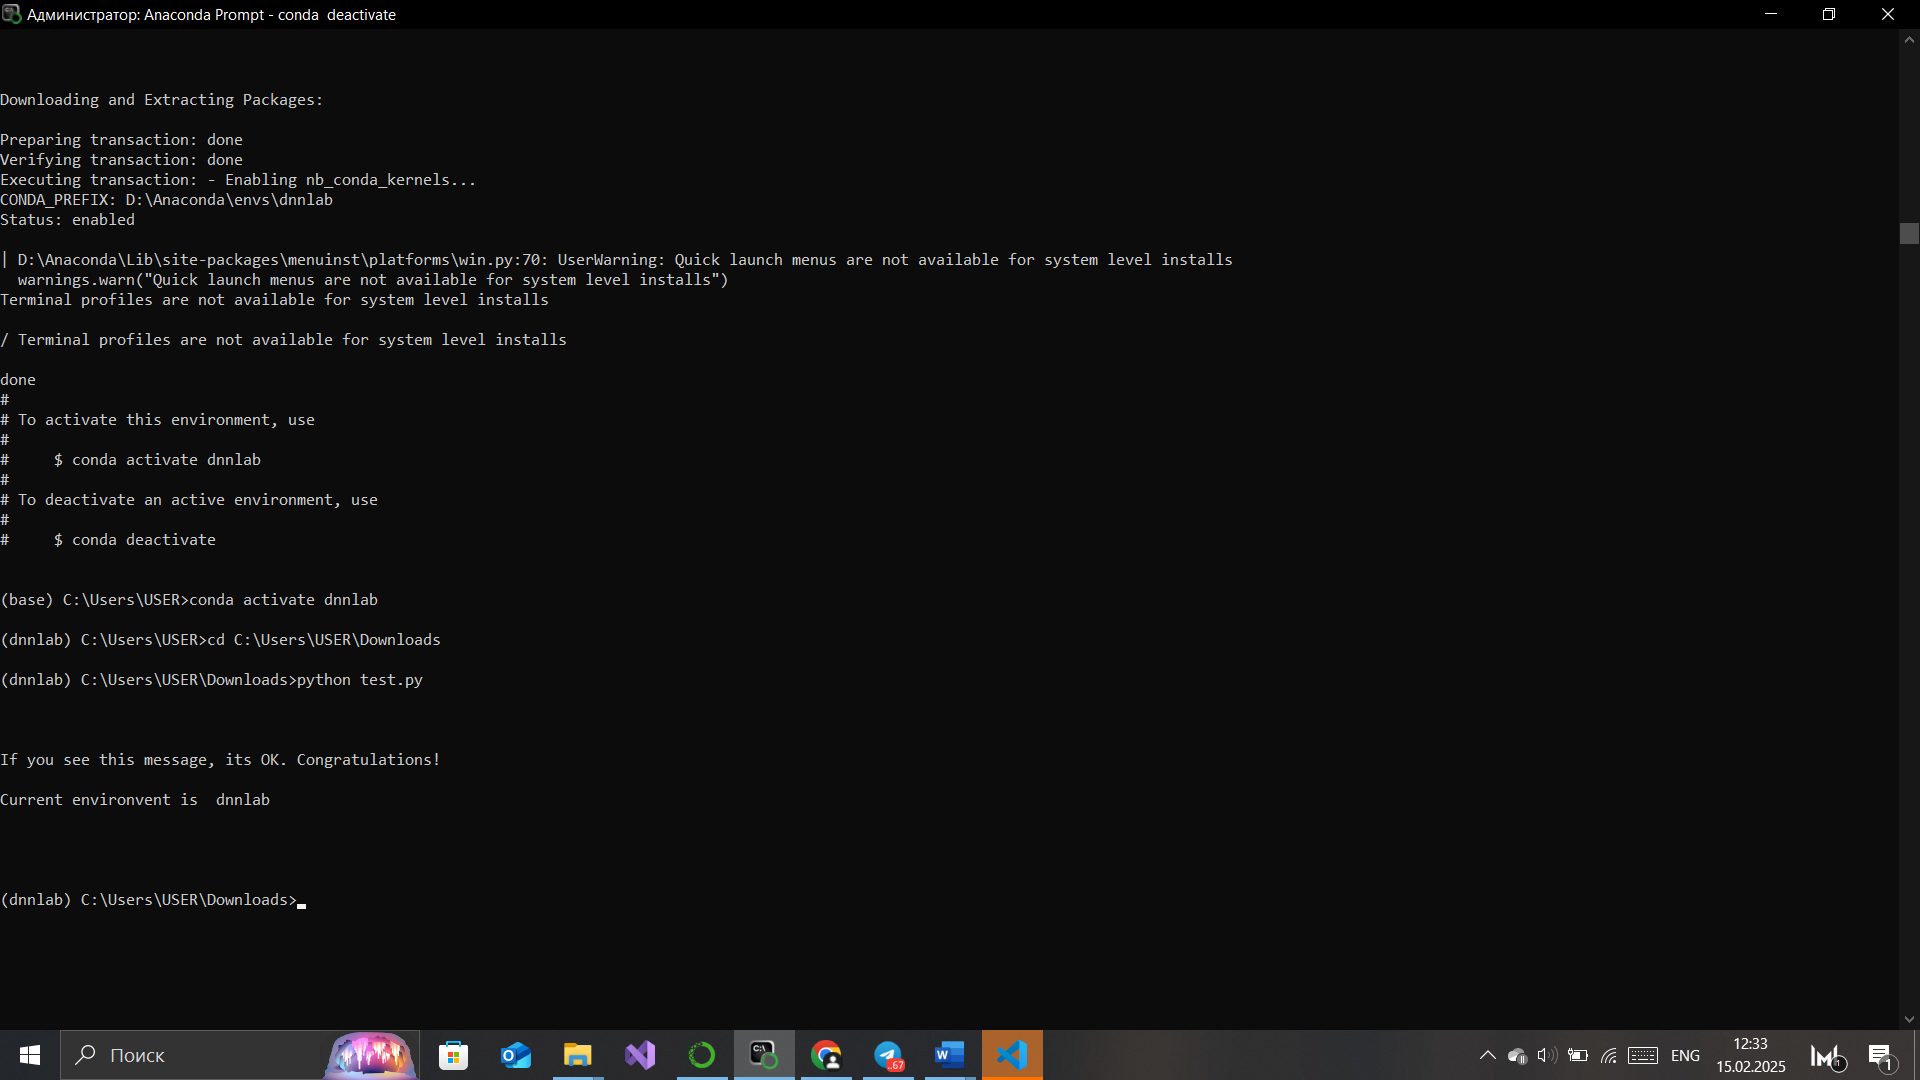 Администратор: Anaconda Prompt - conda  deactivate
Downloading and Extracting Packages:
Preparing transaction: done
Verifying transaction: done
Executing transaction: - Enabling nb_conda_kernels...
CONDA_PREFIX: D:\Anaconda\envs\dnnlab
Status: enabled
| D:\Anaconda\Lib\site-packages\menuinst\platforms\win.py:70: UserWarning: Quick launch menus are not available for system level installs
  warnings.warn("Quick launch menus are not available for system level installs")
Terminal profiles are not available for system level installs
/ Terminal profiles are not available for system level installs
done
#
# To activate this environment, use
#
#     $ conda activate dnnlab
#
# To deactivate an active environment, use
#
#     $ conda deactivate
(base) C:\Users\USER>conda activate dnnlab
(dnnlab) C:\Users\USER>cd C:\Users\USER\Downloads
(dnnlab) C:\Users\USER\Downloads>python test.py
If you see this message, its OK. Congratulations!
Current environvent is  dnnlab
(dnnlab) C:\Users\USER\Downloads>
Поиск
.67
ENG
12:33
15.02.2025
1
1